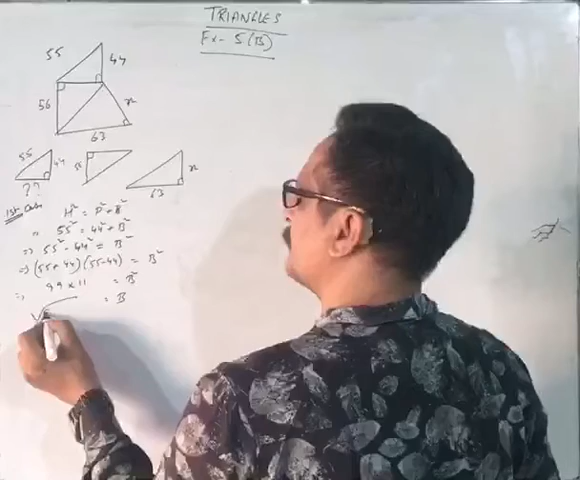 TRIANGLES
Ex- 5(B)
55
44
56
x
63
55
44
56
x
??
63
1st Case
H² = P² + B²
" 55² = 44² + B²
⇒ 55² - 44² = B²
⇒ (55+44)(55-44) = B²
⇒ 99 × 11 = B²
= B